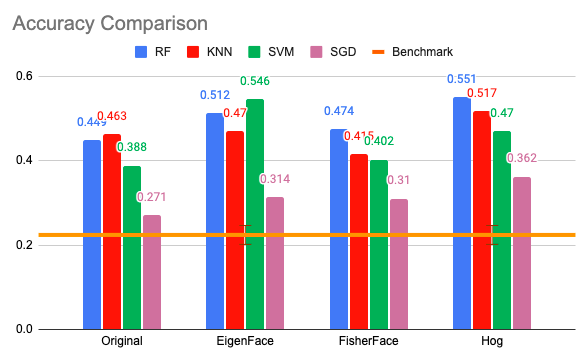 Accuracy Comparison
RF KNN SVM SGD Benchmark
0.6
0.4
0.2
0.0
0.449 0.463 0.388 0.271
0.512 0.47 0.546 0.314
0.474 0.415 0.402 0.31
0.551 0.517 0.47 0.362
Original EigenFace FisherFace Hog